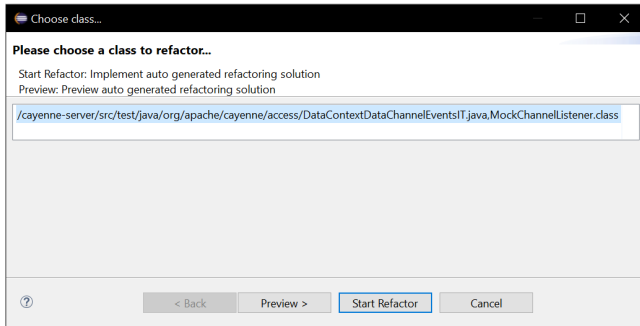 Choose class...
Please choose a class to refactor...
Start Refactor: Implement auto generated refactoring solution
Preview: Preview auto generated refactoring solution
/cayenne-server/src/test/java/org/apache/cayenne/access/DataContextDataChannelEventsIT.java,MockChannelListener.class
? < Back Preview > Start Refactor Cancel